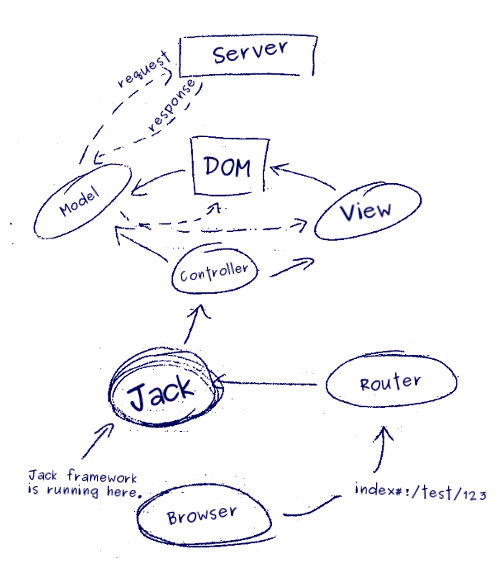 Server
request
response
DOM
Model
View
Controller
Jack
Router
Jack framework
is running here.
index#!/test/123
Browser